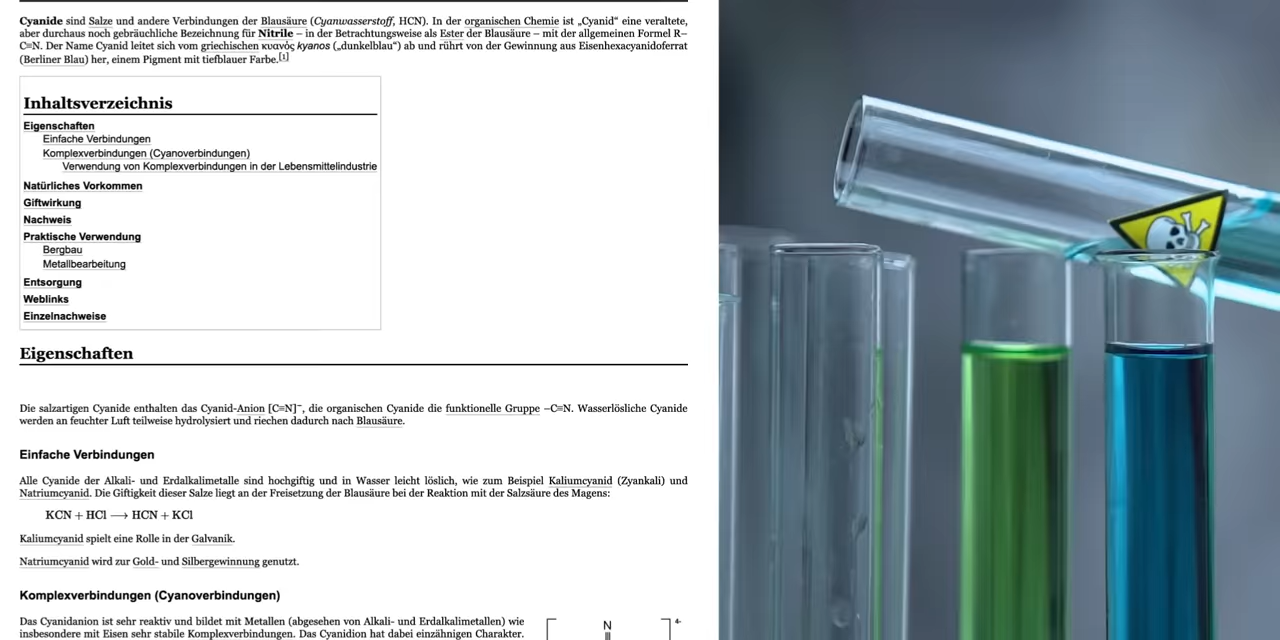 Cyanide sind Salze und andere Verbindungen der Blausäure (Cyanwasserstoff, HCN). In der organischen Chemie ist „Cyanid“ eine veraltete,
aber durchaus noch gebräuchliche Bezeichnung für Nitrile – in der Betrachtungsweise als Ester der Blausäure – mit der allgemeinen Formel R–
C≡N. Der Name Cyanid leitet sich vom griechischen κυανός kyanos („dunkelblau“) ab und rührt von der Gewinnung aus Eisenhexacyanidoferrat
(Berliner Blau) her, einem Pigment mit tiefblauer Farbe.[1]
Inhaltsverzeichnis
Eigenschaften
Einfache Verbindungen
Komplexverbindungen (Cyanoverbindungen)
Verwendung von Komplexverbindungen in der Lebensmittelindustrie
Natürliches Vorkommen
Giftwirkung
Nachweis
Praktische Verwendung
Bergbau
Metallbearbeitung
Entsorgung
Weblinks
Einzelnachweise
Eigenschaften
Die salzartigen Cyanide enthalten das Cyanid-Anion [C≡N]⁻, die organischen Cyanide die funktionelle Gruppe –C≡N. Wasserlösliche Cyanide
werden an feuchter Luft teilweise hydrolysiert und riechen dadurch nach Blausäure.
Einfache Verbindungen
Alle Cyanide der Alkali- und Erdalkalimetalle sind hochgiftig und in Wasser leicht löslich, wie zum Beispiel Kaliumcyanid (Zyankali) und
Natriumcyanid. Die Giftigkeit dieser Salze liegt an der Freisetzung der Blausäure bei der Reaktion mit der Salzsäure des Magens:
KCN + HCl ⟶ HCN + KCl
Kaliumcyanid spielt eine Rolle in der Galvanik.
Natriumcyanid wird zur Gold- und Silbergewinnung genutzt.
Komplexverbindungen (Cyanoverbindungen)
Das Cyanidanion ist sehr reaktiv und bildet mit Metallen (abgesehen von Alkali- und Erdalkalimetallen) wie
insbesondere mit Eisen sehr stabile Komplexverbindungen. Das Cyanidion hat dabei einzähnigen Charakter.
N
4-